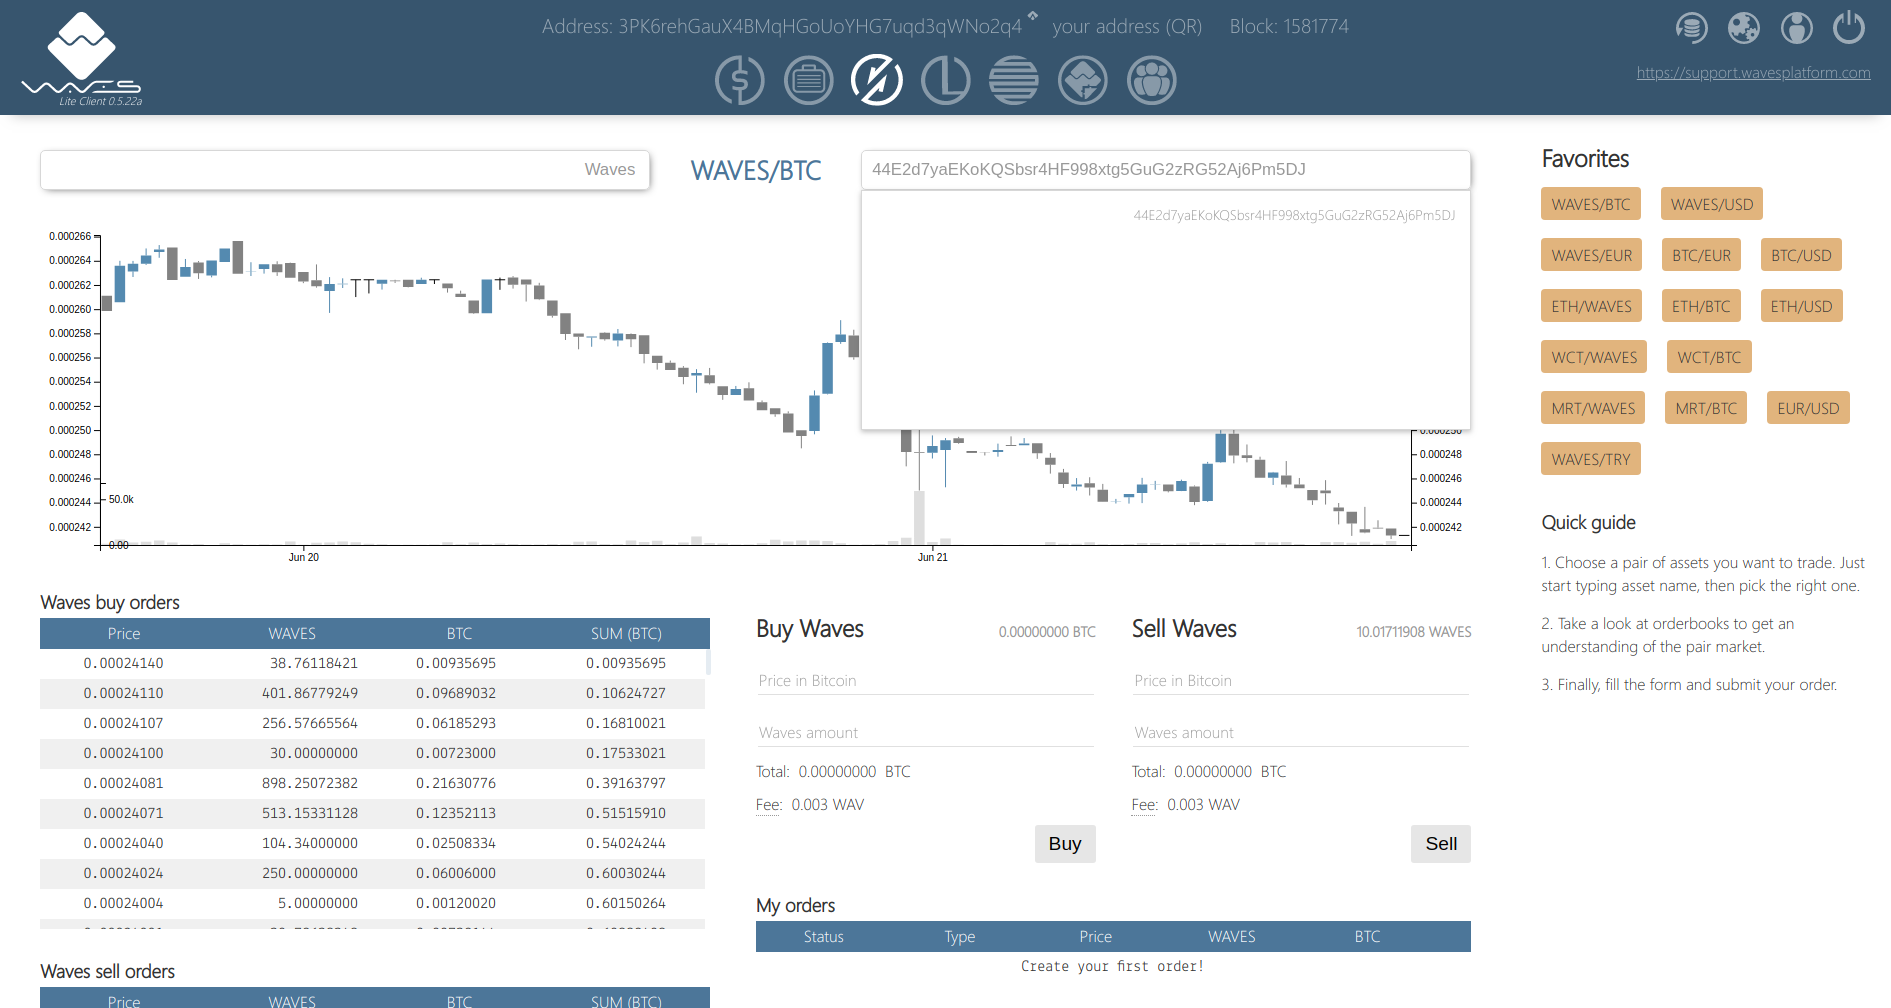 Address: 3PK6rehGauX4BMqHGoUoYHG7uqd3qWNo2q4 your address (QR) Block: 1581774
WAVES
Lite Client 0.5.22a
https://support.wavesplatform.com
Waves
WAVES/BTC
44E2d7yaEKoKQSbsr4HF998xtg5GuG2zRG52Aj6Pm5DJ
44E2d7yaEKoKQSbsr4HF998xtg5GuG2zRG52Aj6Pm5DJ
0.000266
0.000264
0.000262
0.000260
0.000258
0.000256
0.000254
0.000252
0.000250
0.000248
0.000246
0.000244
0.000242
50.0k
0.00
Jun 20
Jun 21
0.000250
0.000248
0.000246
0.000244
0.000242
Favorites
WAVES/BTC WAVES/USD
WAVES/EUR BTC/EUR BTC/USD
ETH/WAVES ETH/BTC ETH/USD
WCT/WAVES WCT/BTC
MRT/WAVES MRT/BTC EUR/USD
WAVES/TRY
Quick guide
1. Choose a pair of assets you want to trade. Just
start typing asset name, then pick the right one.
2. Take a look at orderbooks to get an
understanding of the pair market.
3. Finally, fill the form and submit your order.
Waves buy orders
Price WAVES BTC SUM (BTC)
0.00024140 38.76118421 0.00935695 0.00935695
0.00024110 401.86779249 0.09689032 0.10624727
0.00024107 256.57665564 0.06185293 0.16810021
0.00024100 30.00000000 0.00723000 0.17533021
0.00024081 898.25072382 0.21630776 0.39163797
0.00024071 513.15331128 0.12352113 0.51515910
0.00024040 104.34000000 0.02508334 0.54024244
0.00024024 250.00000000 0.06006000 0.60030244
0.00024004 5.00000000 0.00120020 0.60150264
Waves sell orders
Price WAVES BTC SUM (BTC)
Buy Waves 0.00000000 BTC
Price in Bitcoin
Waves amount
Total: 0.00000000 BTC
Fee: 0.003 WAV
Buy
Sell Waves 10.01711908 WAVES
Price in Bitcoin
Waves amount
Total: 0.00000000 BTC
Fee: 0.003 WAV
Sell
My orders
Status Type Price WAVES BTC
Create your first order!